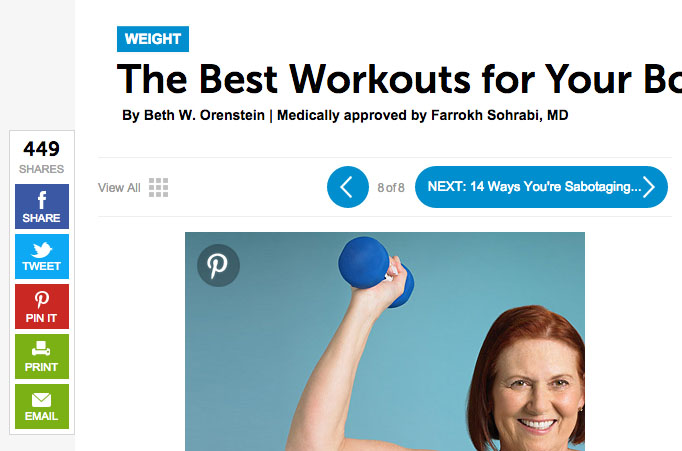 WEIGHT
The Best Workouts for Your Bo
By Beth W. Orenstein | Medically approved by Farrokh Sohrabi, MD
449
SHARES
View All
8 of 8
NEXT: 14 Ways You're Sabotaging...
SHARE
TWEET
PIN IT
PRINT
EMAIL